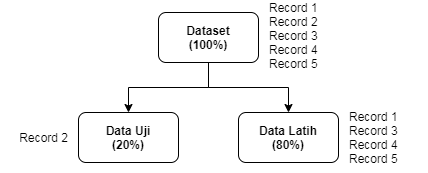 Record 1
Record 2
Record 3
Record 4
Record 5
Dataset
(100%)
Record 2
Data Uji
(20%)
Data Latih
(80%)
Record 1
Record 3
Record 4
Record 5